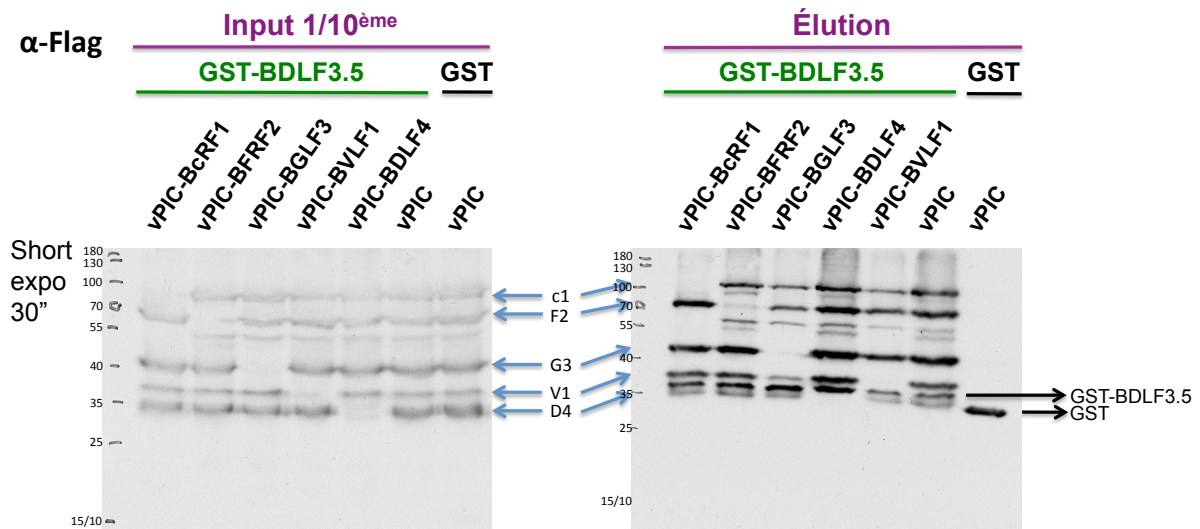 α-Flag
Input 1/10ème
GST-BDLF3.5
GST
vPIC-BcRF1
vPIC-BFRF2
vPIC-BGLF3
vPIC-BVLF1
vPIC-BDLF4
vPIC
vPIC
Short
expo
30”
180
130
100
70
55
40
35
25
15/10
c1
F2
G3
V1
D4
Élution
GST-BDLF3.5
GST
vPIC-BcRF1
vPIC-BFRF2
vPIC-BGLF3
vPIC-BDLF4
vPIC-BVLF1
vPIC
vPIC
180
130
100
70
55
40
35
25
15/10
GST-BDLF3.5
GST